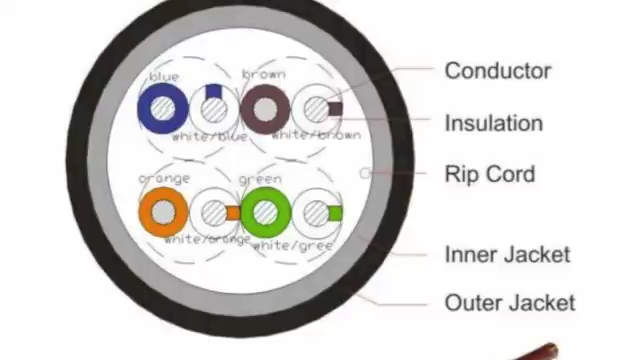 blue
brown
Conductor
white/blue
white/brown
Insulation
Rip Cord
orange
green
white/orange
white/gree
Inner Jacket
Outer Jacket